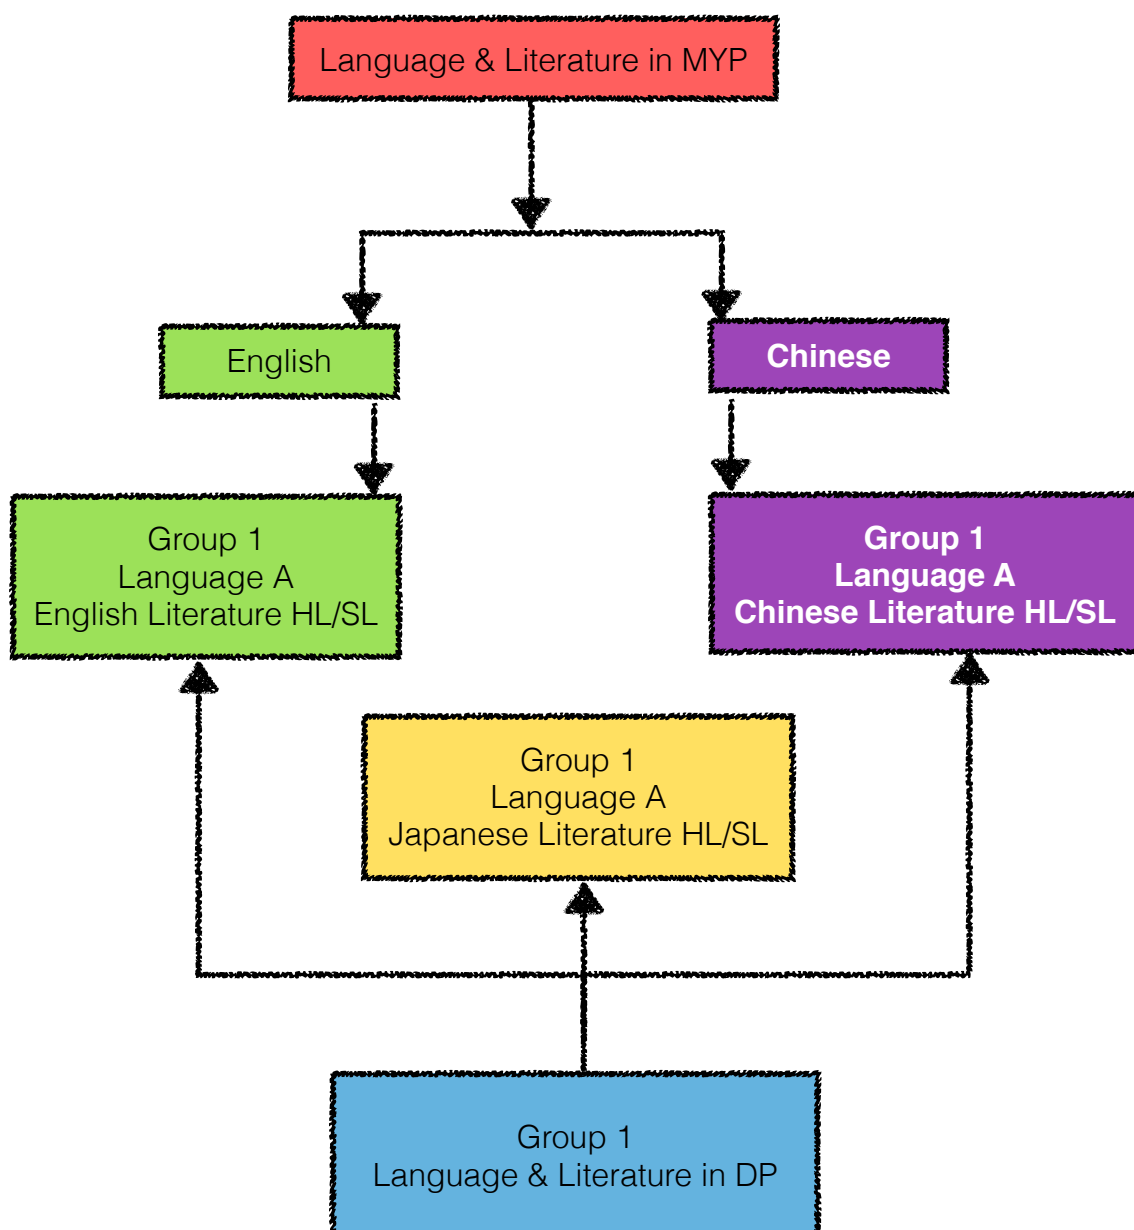 Language & Literature in MYP
English
Chinese
Group 1
Language A
English Literature HL/SL
Group 1
Language A
Chinese Literature HL/SL
Group 1
Language A
Japanese Literature HL/SL
Group 1
Language & Literature in DP